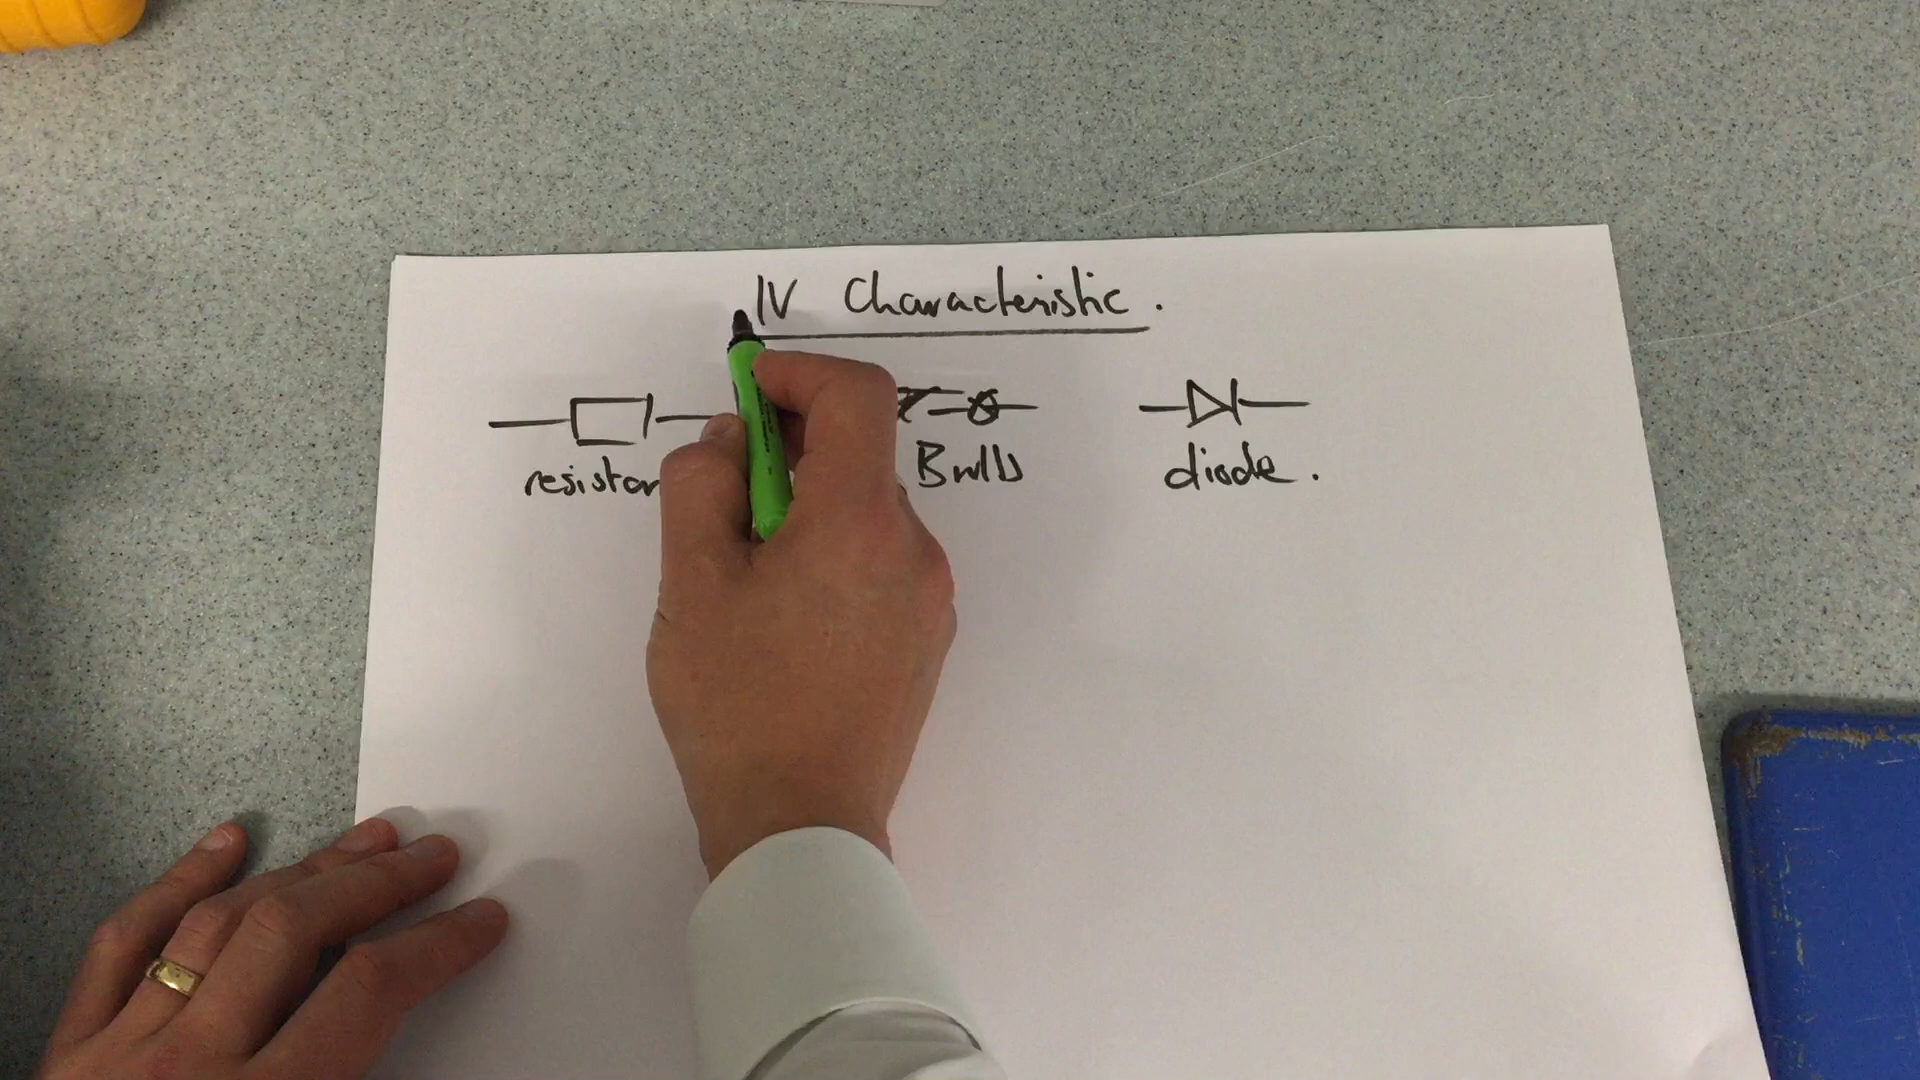 IV Characteristic.
resistor Bulb diode.